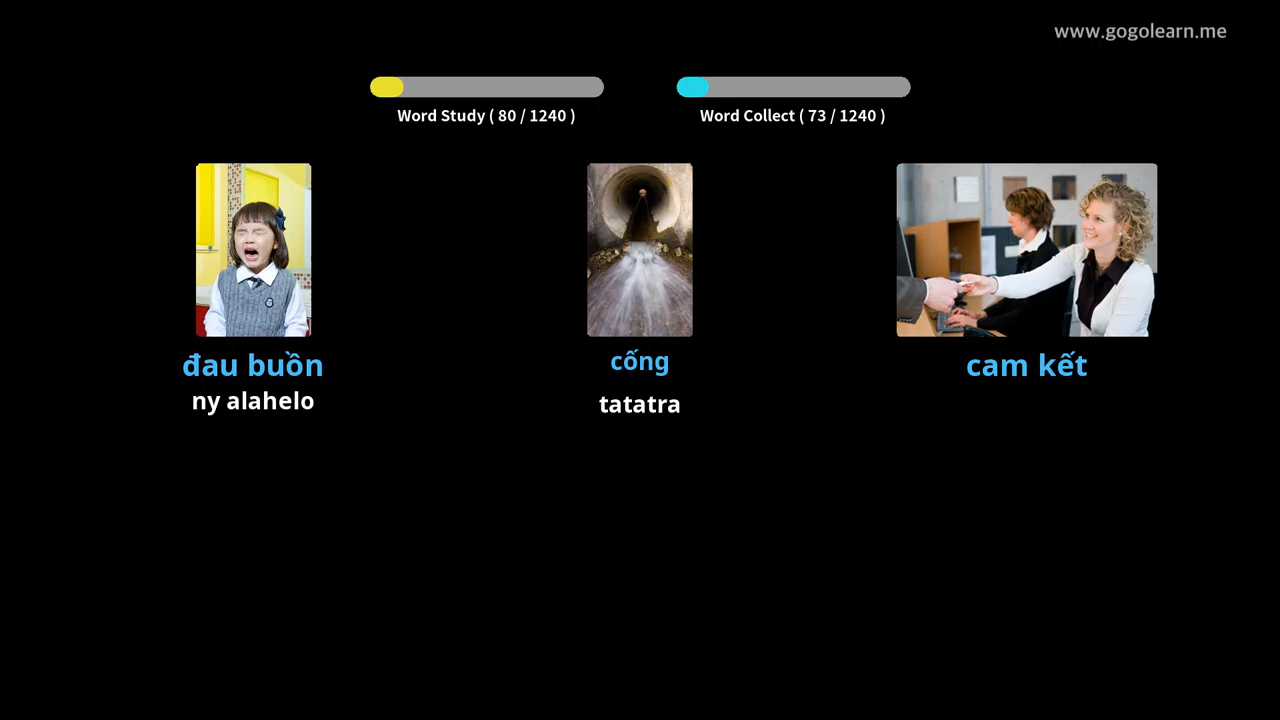 www.gogolearn.me
Word Study ( 80 / 1240 )
Word Collect ( 73 / 1240 )
đau buồn
cống
cam kết
ny alahelo
tatatra